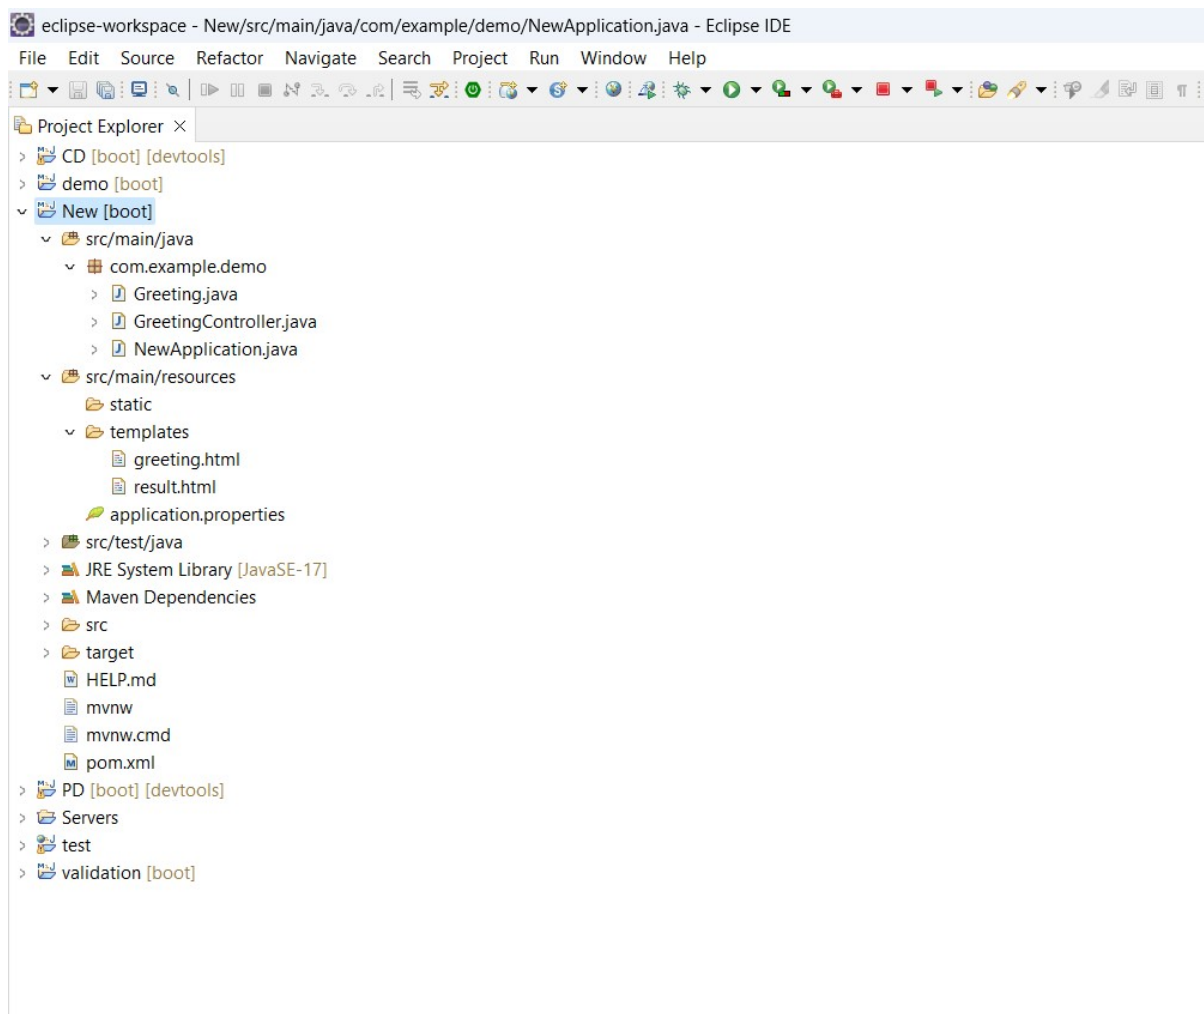 eclipse-workspace - New/src/main/java/com/example/demo/NewApplication.java - Eclipse IDE
File Edit Source Refactor Navigate Search Project Run Window Help
Project Explorer
CD [boot] [devtools]
demo [boot]
New [boot]
src/main/java
com.example.demo
Greeting.java
GreetingController.java
NewApplication.java
src/main/resources
static
templates
greeting.html
result.html
application.properties
src/test/java
JRE System Library [JavaSE-17]
Maven Dependencies
src
target
HELP.md
mvnw
mvnw.cmd
pom.xml
PD [boot] [devtools]
Servers
test
validation [boot]